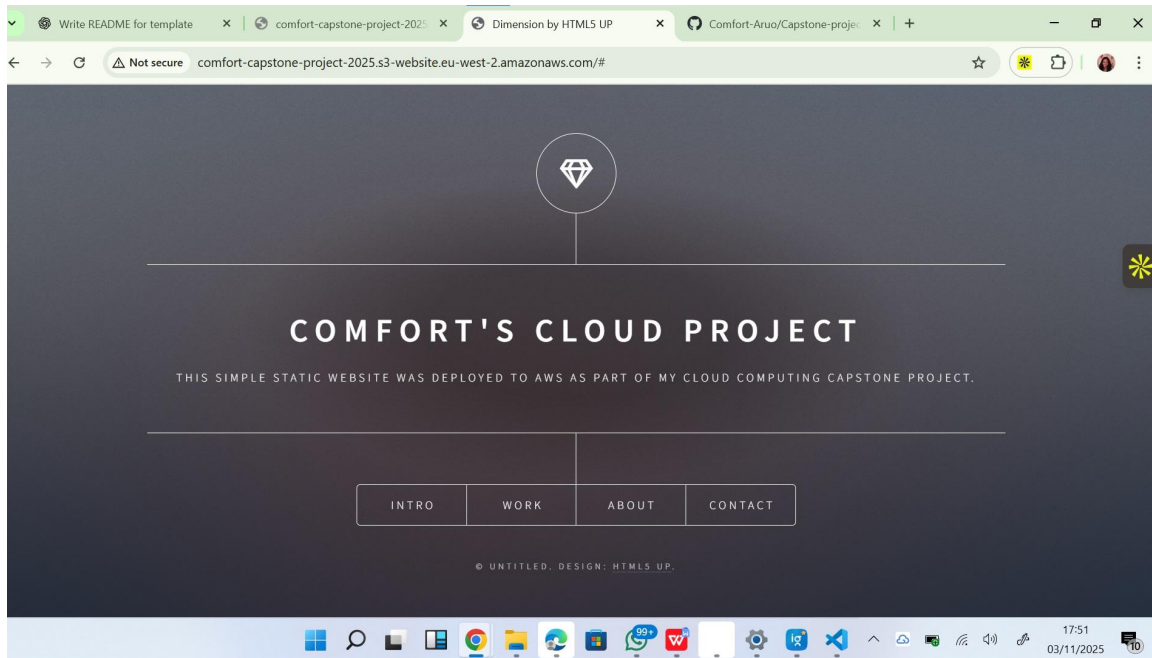 Write README for template
comfort-capstone-project-2025
Dimension by HTML5 UP
Comfort-Aruo/Capstone-projec
Not secure
comfort-capstone-project-2025.s3-website.eu-west-2.amazonaws.com/#
COMFORT'S CLOUD PROJECT
THIS SIMPLE STATIC WEBSITE WAS DEPLOYED TO AWS AS PART OF MY CLOUD COMPUTING CAPSTONE PROJECT.
INTRO
WORK
ABOUT
CONTACT
© UNTITLED. DESIGN: HTML5 UP.
99+
W
ig
17:51
03/11/2025
10